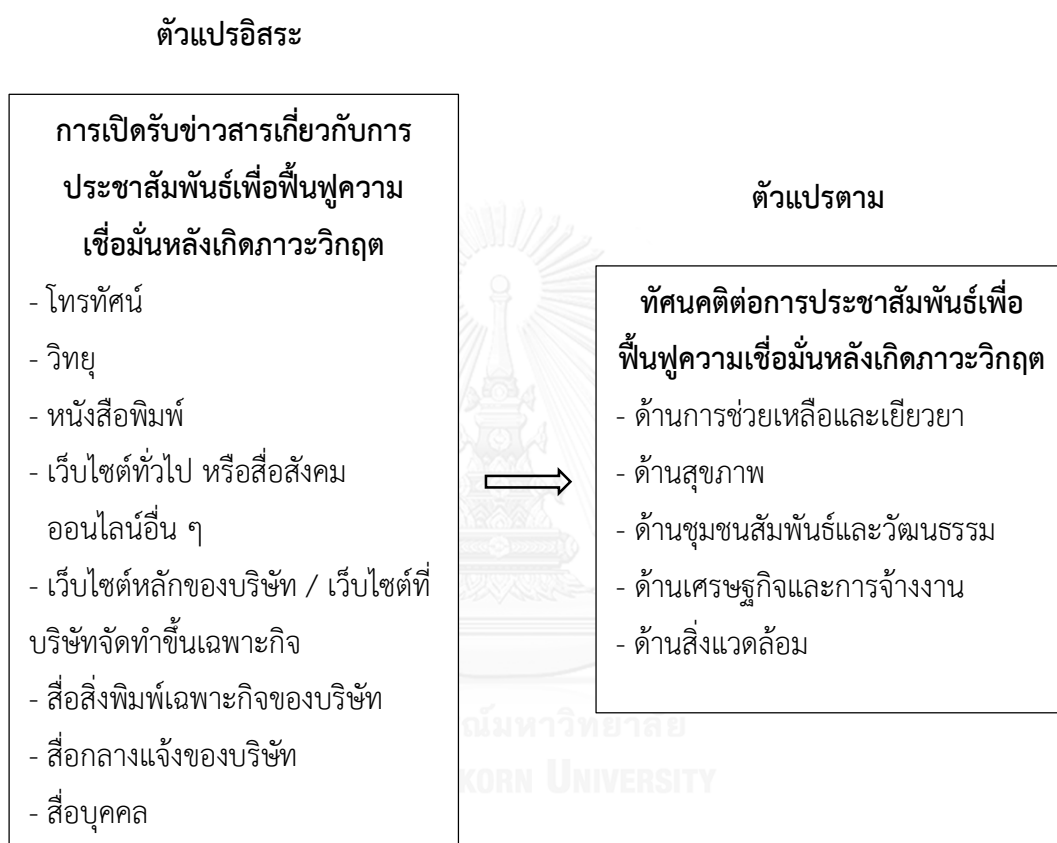 ตัวแปรอิสระ
การเปิดรับข่าวสารเกี่ยวกับการ
ประชาสัมพันธ์เพื่อฟื้นฟูความ
เชื่อมั่นหลังเกิดภาวะวิกฤต
- โทรทัศน์
- วิทยุ
- หนังสือพิมพ์
- เว็บไซต์ทั่วไป หรือสื่อสังคม
ออนไลน์อื่น ๆ
- เว็บไซต์หลักของบริษัท / เว็บไซต์ที่
บริษัทจัดทำขึ้นเฉพาะกิจ
- สื่อสิ่งพิมพ์เฉพาะกิจของบริษัท
- สื่อกลางแจ้งของบริษัท
- สื่อบุคคล
ตัวแปรตาม
ทัศนคติต่อการประชาสัมพันธ์เพื่อ
ฟื้นฟูความเชื่อมั่นหลังเกิดภาวะวิกฤต
- ด้านการช่วยเหลือและเยียวยา
- ด้านสุขภาพ
- ด้านชุมชนสัมพันธ์และวัฒนธรรม
- ด้านเศรษฐกิจและการจ้างงาน
- ด้านสิ่งแวดล้อม
ณ์มหาวิทยาลัย
KORN UNIVERSITY